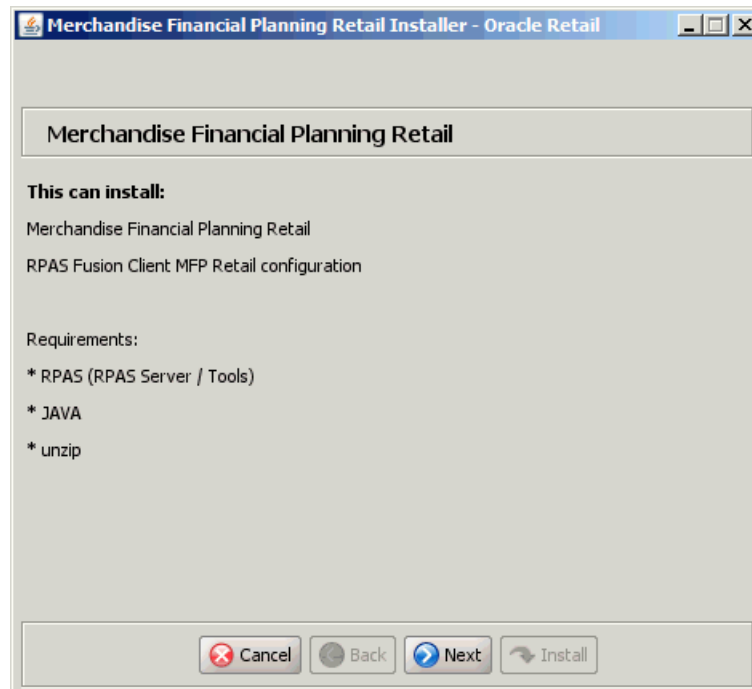 Merchandise Financial Planning Retail Installer - Oracle Retail
Merchandise Financial Planning Retail
This can install:
Merchandise Financial Planning Retail
RPAS Fusion Client MFP Retail configuration
Requirements:
* RPAS (RPAS Server / Tools)
* JAVA
* unzip
Cancel Back Next Install